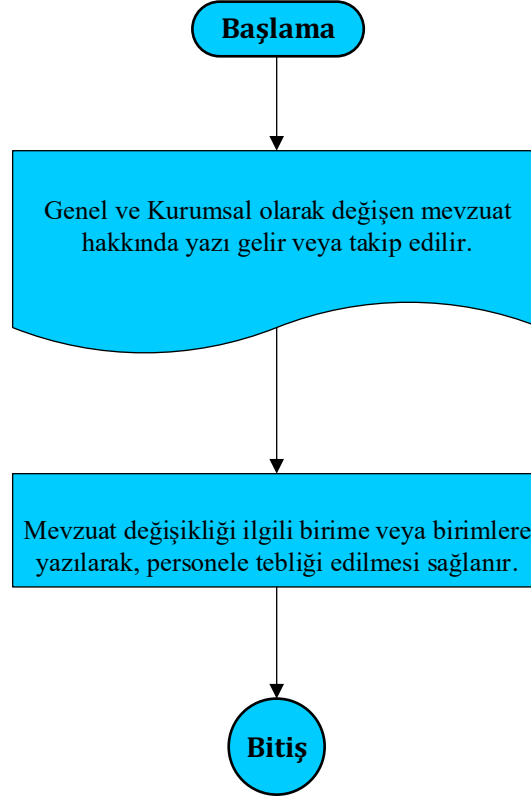 Başlama
Genel ve Kurumsal olarak değişen mevzuat
hakkında yazı gelir veya takip edilir.
Mevzuat değişikliği ilgili birime veya birimlere
yazılarak, personele tebliği edilmesi sağlanır.
Bitiş